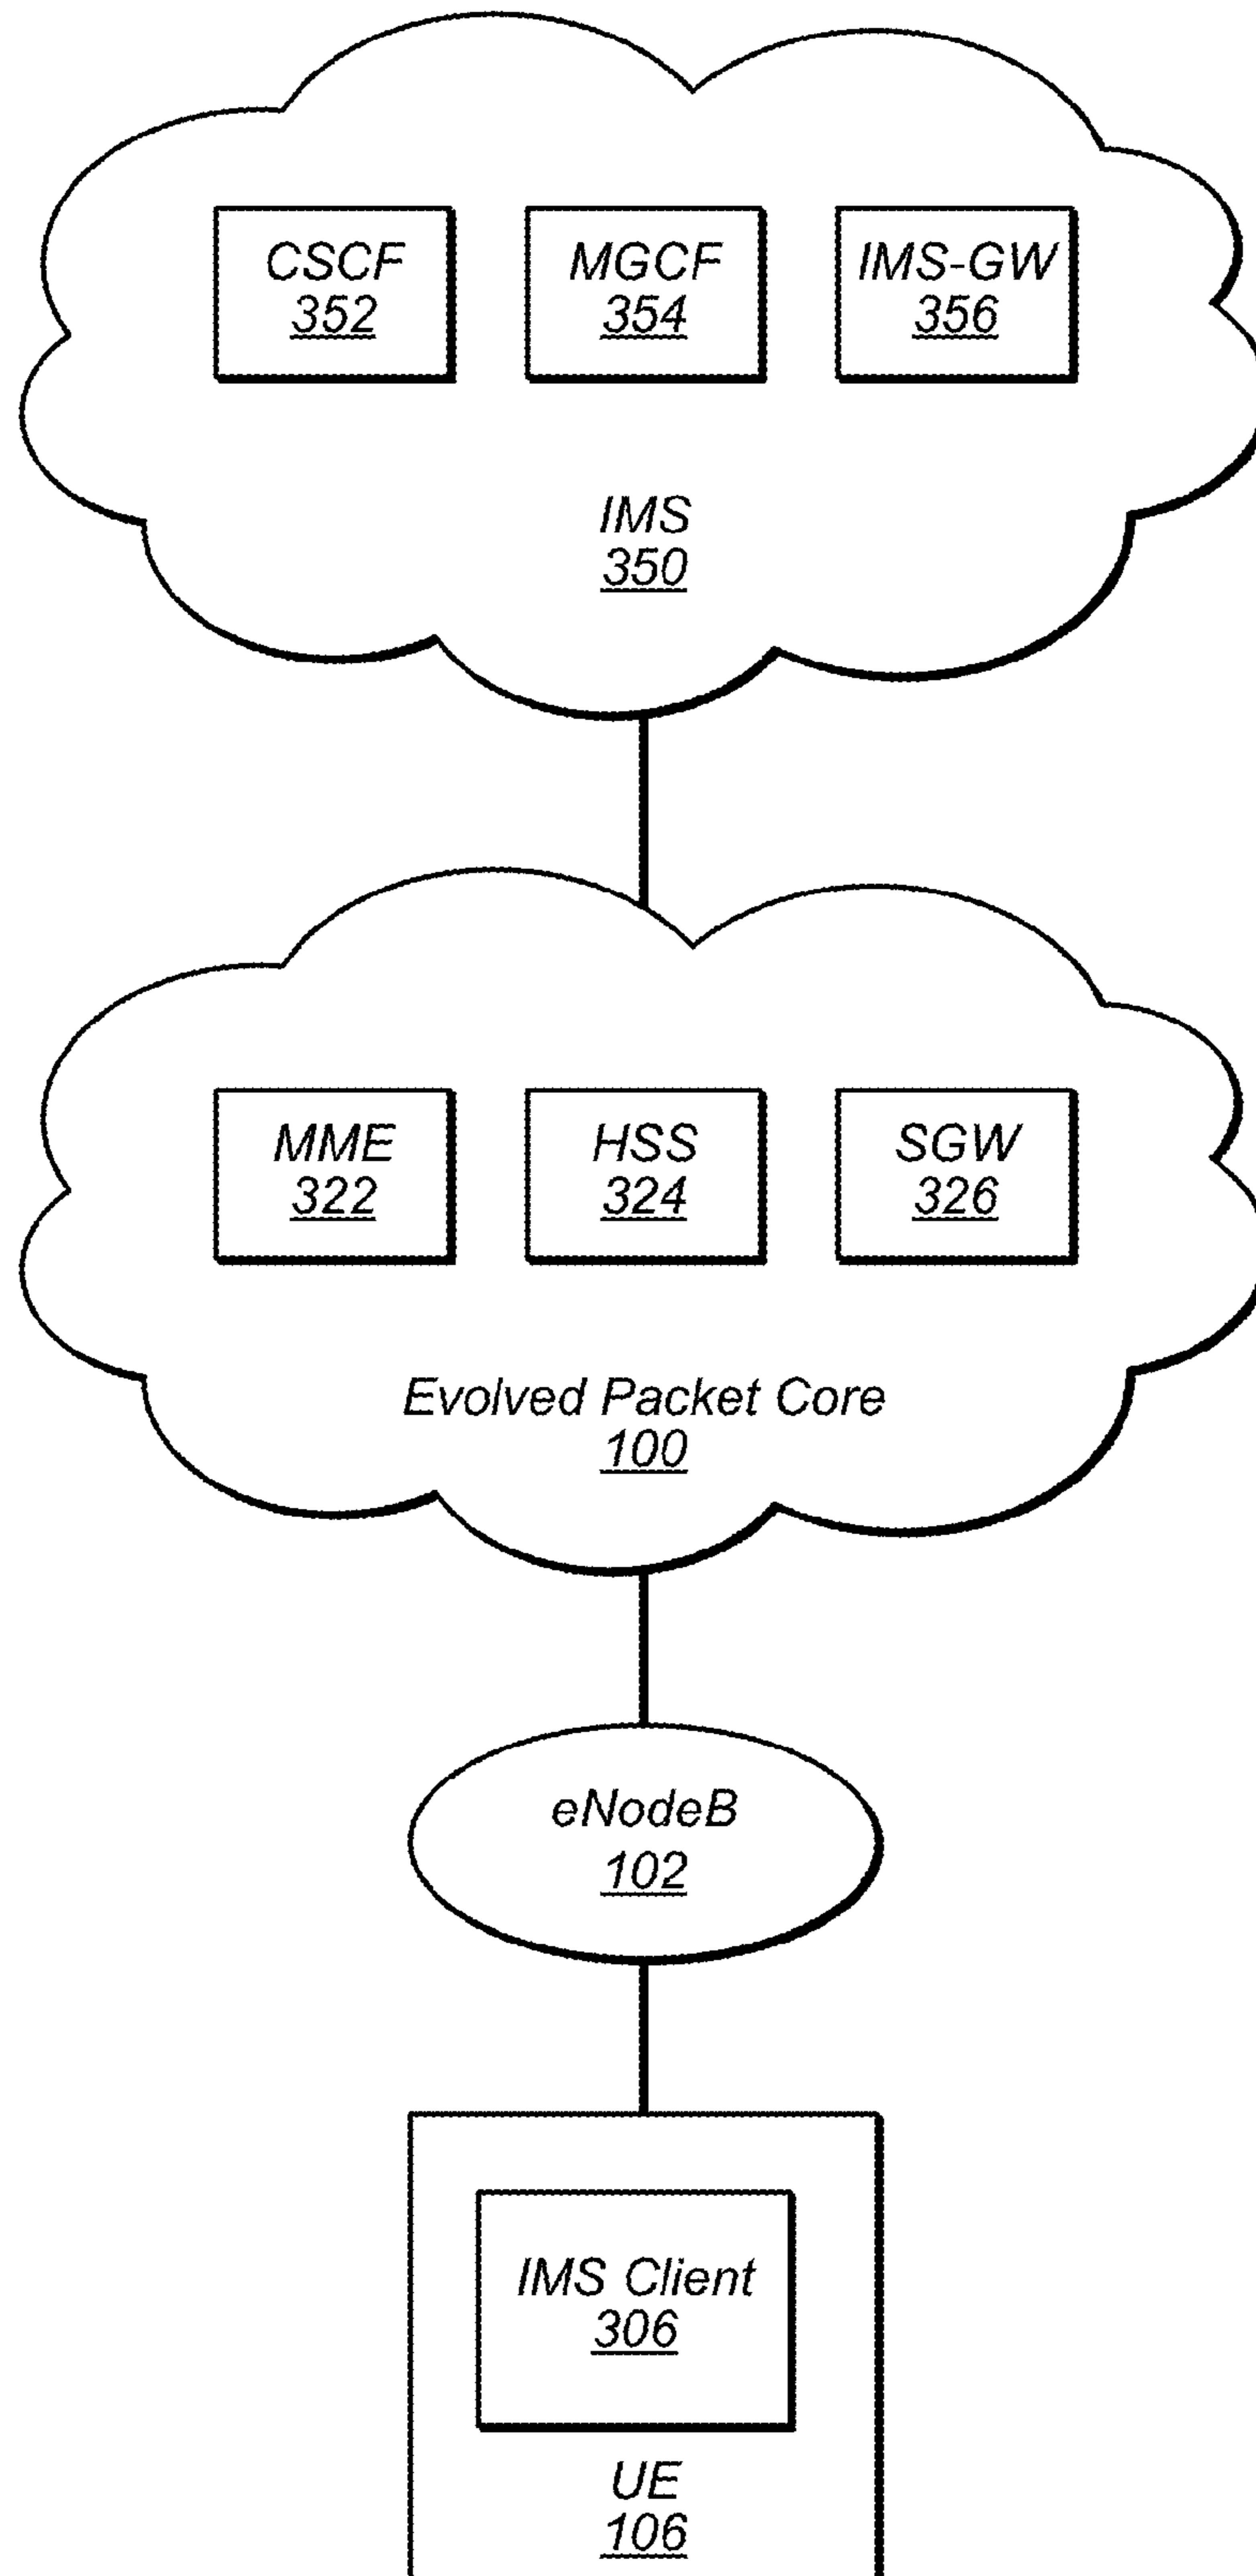 CSCF
352
MGCF
354
IMS-GW
356
IMS
350
MME
322
HSS
324
SGW
326
Evolved Packet Core
100
eNodeB
102
IMS Client
306
UE
106